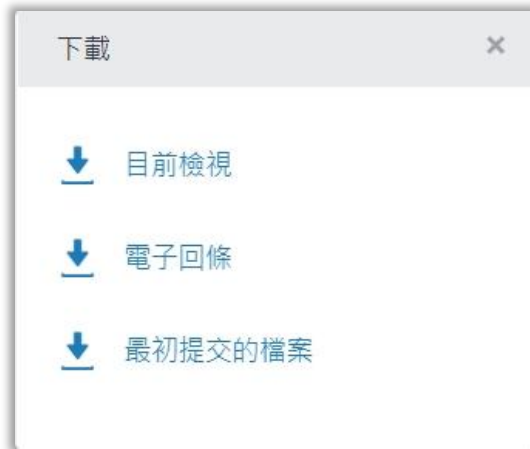 下載
目前檢視
電子回條
最初提交的檔案